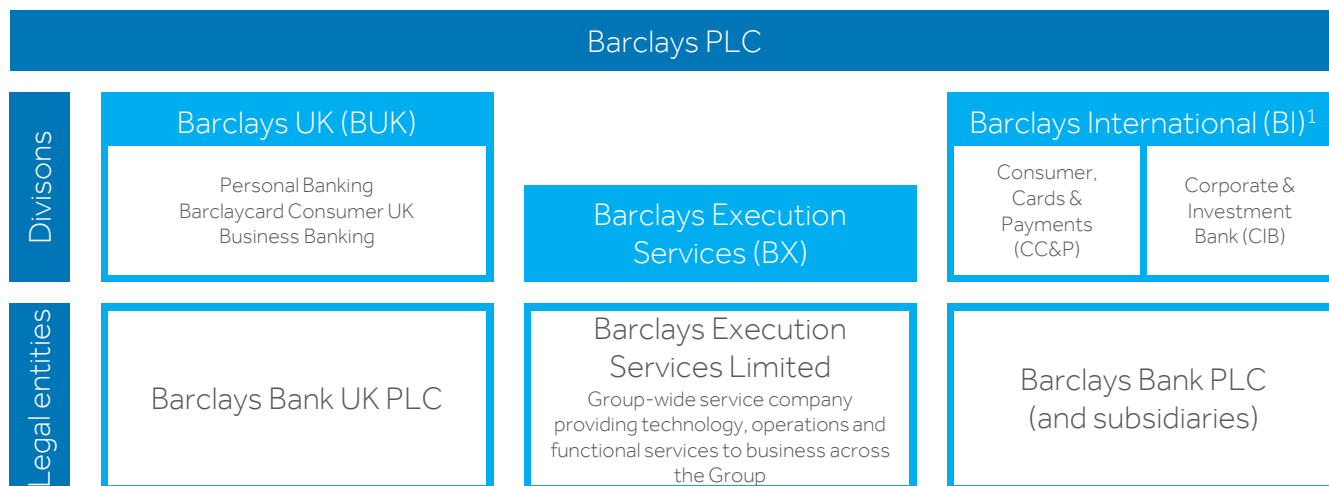 Barclays PLC
Divisons
Barclays UK (BUK)
Personal Banking
Barclaycard Consumer UK
Business Banking
Barclays Execution
Services (BX)
Barclays International (BI)¹
Consumer,
Cards &
Payments
(CC&P)
Corporate &
Investment
Bank (CIB)
Legal entities
Barclays Bank UK PLC
Barclays Execution
Services Limited
Group-wide service company
providing technology, operations and
functional services to business across
the Group
Barclays Bank PLC
(and subsidiaries)